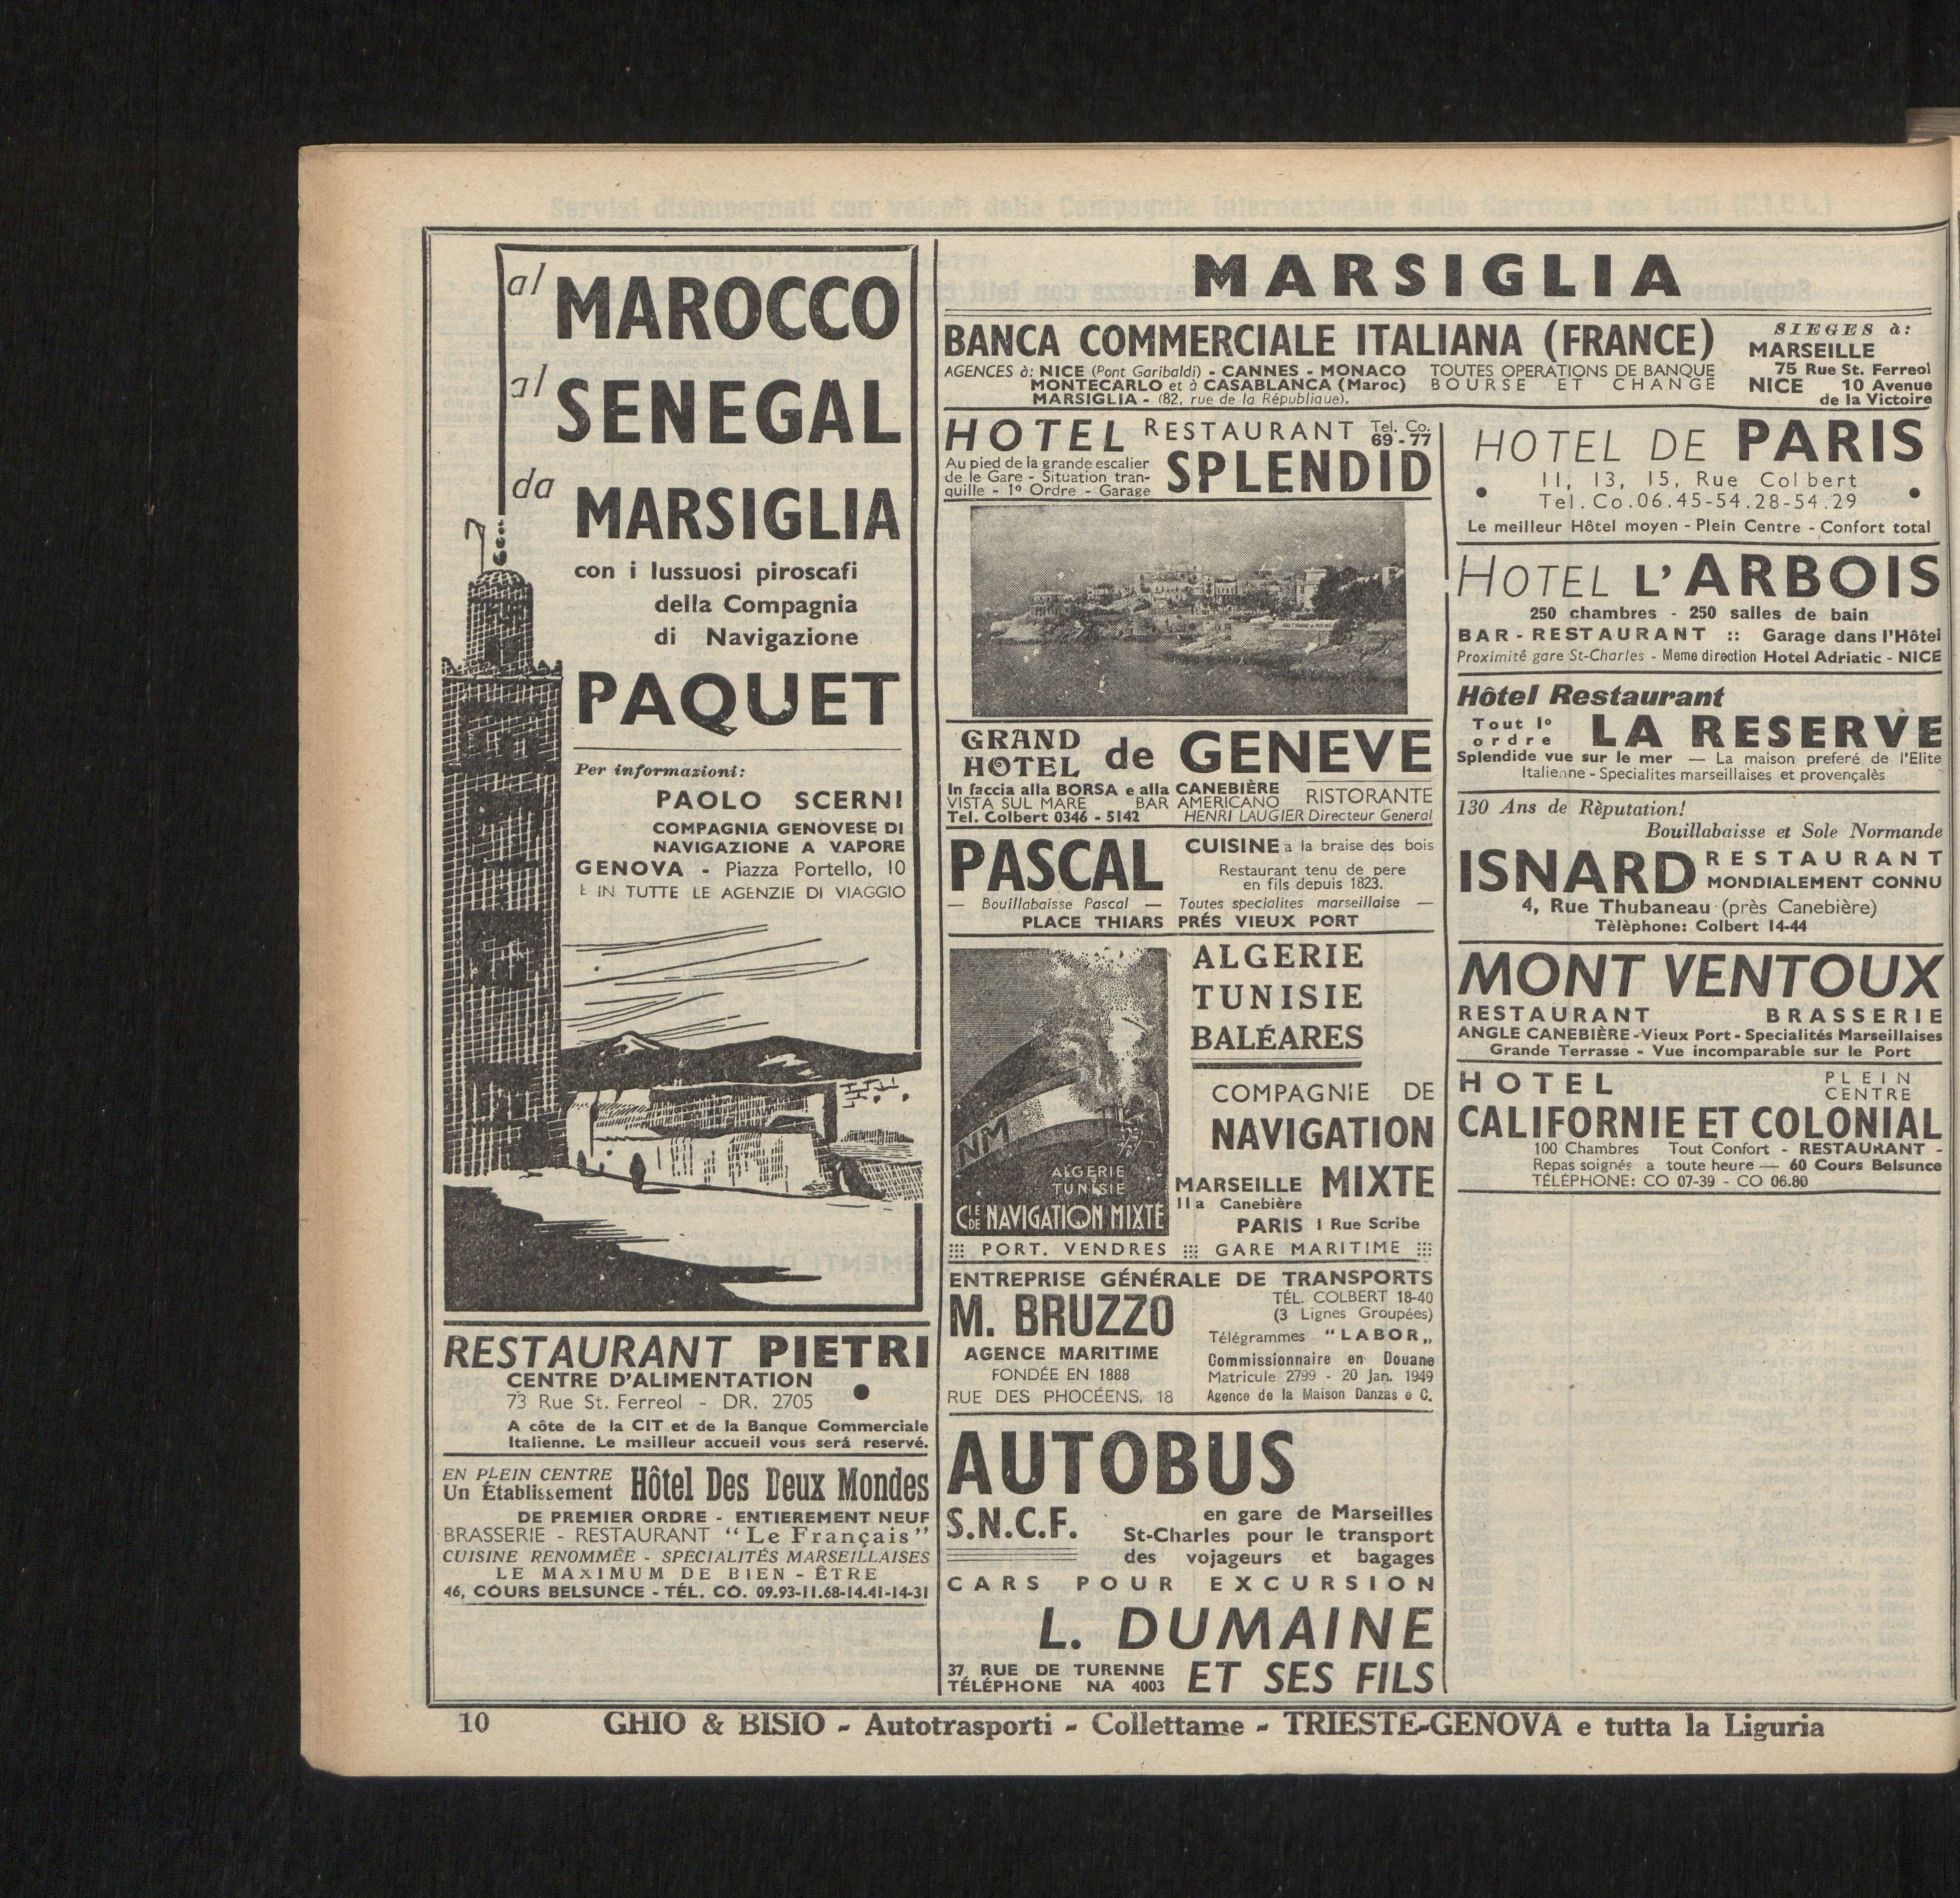 al MAROCCO
al SENEGAL
da MARSIGLIA
con i lussuosi piroscafi
della Compagnia
di Navigazione
PAQUET
Per informazioni:
PAOLO SCERNI
COMPAGNIA GENOVESE DI
NAVIGAZIONE A VAPORE
GENOVA - Piazza Portello, 10
E IN TUTTE LE AGENZIE DI VIAGGIO
RESTAURANT PIETRI
CENTRE D'ALIMENTATION
73 Rue St. Ferreol - DR. 2705
A côte de la CIT et de la Banque Commerciale
Italienne. Le mailleur accueil vous será reservé.
EN PLEIN CENTRE
Un Établissement
Hôtel Des Deux Mondes
DE PREMIER ORDRE - ENTIEREMENT NEUF
BRASSERIE - RESTAURANT "Le Français"
CUISINE RENOMMÉE - SPÉCIALITÉS MARSEILLAISES
LE MAXIMUM DE BIEN - ÊTRE
46, COURS BELSUNCE - TÉL. CO. 09.93-11.68-14.41-14-31
MARSIGLIA
BANCA COMMERCIALE ITALIANA (FRANCE)
AGENCES à: NICE (Pont Garibaldi) - CANNES - MONACO
MONTECARLO et à CASABLANCA (Maroc)
MARSIGLIA - (82, rue de la République).
TOUTES OPERATIONS DE BANQUE
BOURSE ET CHANGE
SIEGES à:
MARSEILLE
75 Rue St. Ferreol
NICE 10 Avenue
de la Victoire
HOTEL RESTAURANT Tel. Co.
69-77
Au pied de la grande escalier
de le Gare - Situation tran-
quille - 1º Ordre - Garage
SPLENDID
GRAND
HOTEL
de GENEVE
In faccia alla BORSA e alla CANEBIÈRE
VISTA SUL MARE BAR AMERICANO RISTORANTE
Tel. Colbert 0346 - 5142 HENRI LAUGIER Directeur General
PASCAL
CUISINE a la braise des bois
Restaurant tenu de pere
en fils depuis 1823.
— Bouillabaisse Pascal — Toutes specialites marseillaise —
PLACE THIARS PRÉS VIEUX PORT
NM
ALGERIE
TUNISIE
CIE DE NAVIGATION MIXTE
ALGERIE
TUNISIE
BALÉARES
COMPAGNIE DE
NAVIGATION
MIXTE
MARSEILLE
11a Canebière
PARIS 1 Rue Scribe
::: PORT. VENDRES ::: GARE MARITIME :::
ENTREPRISE GÉNÉRALE DE TRANSPORTS
M. BRUZZO
AGENCE MARITIME
FONDÉE EN 1888
RUE DES PHOCÉENS, 18
TÉL. COLBERT 18-40
(3 Lignes Groupées)
Télégrammes "LABOR„
Commissionnaire en Douane
Matricule 2799 - 20 Jan. 1949
Agence de la Maison Danzas e C.
AUTOBUS
S.N.C.F.
en gare de Marseilles
St-Charles pour le transport
des vojageurs et bagages
CARS POUR EXCURSION
L. DUMAINE
ET SES FILS
37 RUE DE TURENNE
TÉLÉPHONE NA 4003
HOTEL DE PARIS
11, 13, 15, Rue Colbert
Tel. Co.06.45-54.28-54.29
Le meilleur Hôtel moyen - Plein Centre - Confort total
HOTEL L'ARBOIS
250 chambres - 250 salles de bain
BAR - RESTAURANT :: Garage dans l'Hôtel
Proximité gare St-Charles - Meme direction Hotel Adriatic - NICE
Hôtel Restaurant
Tout 1º
ordre
LA RESERVE
Splendide vue sur le mer — La maison preferé de l'Elite
Italienne - Specialites marseillaises et provençalès
130 Ans de Rèputation!
Bouillabaisse et Sole Normande
ISNARD
RESTAURANT
MONDIALEMENT CONNU
4, Rue Thubaneau (près Canebière)
Tèlèphone: Colbert 14-44
MONT VENTOUX
RESTAURANT BRASSERIE
ANGLE CANEBIÈRE-Vieux Port - Specialités Marseillaises
Grande Terrasse - Vue incomparable sur le Port
HOTEL PLEIN
CENTRE
CALIFORNIE ET COLONIAL
100 Chambres Tout Confort - RESTAURANT -
Repas soignés a toute heure — 60 Cours Belsunce
TÉLÉPHONE: CO 07-39 - CO 06.80
10 GHIO & BISIO - Autotrasporti - Collettame - TRIESTE-GENOVA e tutta la Liguria